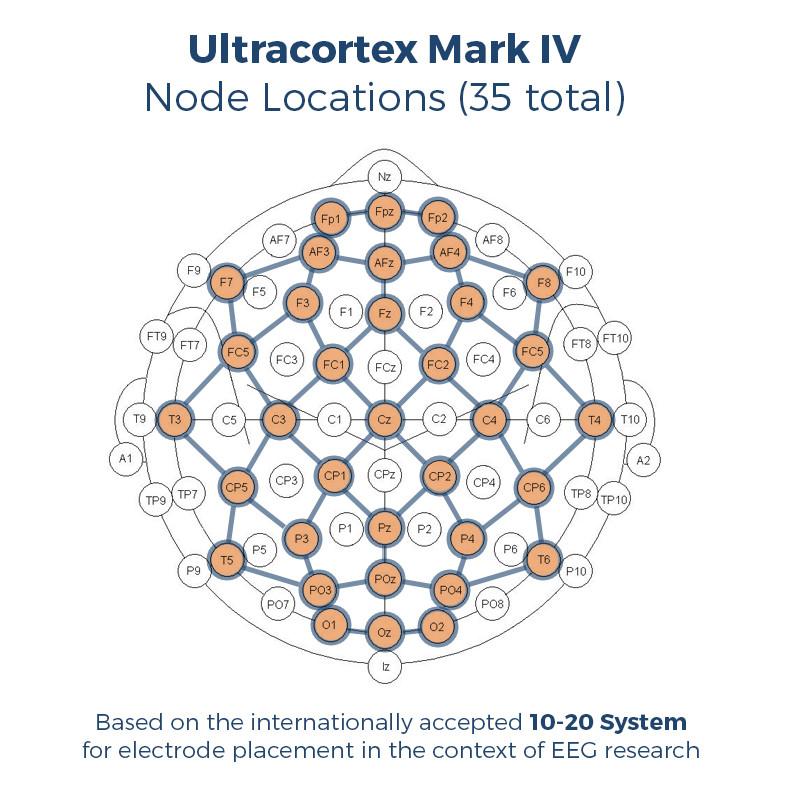 Ultracortex Mark IV
Node Locations (35 total)
Nz
Fp1 Fpz Fp2
AF7 AF3 AFz AF4 AF8
F9 F7 F5 F3 F1 Fz F2 F4 F6 F8 F10
FT9 FT7 FC5 FC3 FC1 FCz FC2 FC4 FC5 FT8 FT10
T9 T3 C5 C3 C1 Cz C2 C4 C6 T4 T10
A1 A2
TP9 TP7 CP5 CP3 CP1 CPz CP2 CP4 CP6 TP8 TP10
P9 T5 P5 P3 P1 Pz P2 P4 P6 T6 P10
PO7 PO3 POz PO4 PO8
O1 Oz O2
Iz
Based on the internationally accepted 10-20 System
for electrode placement in the context of EEG research